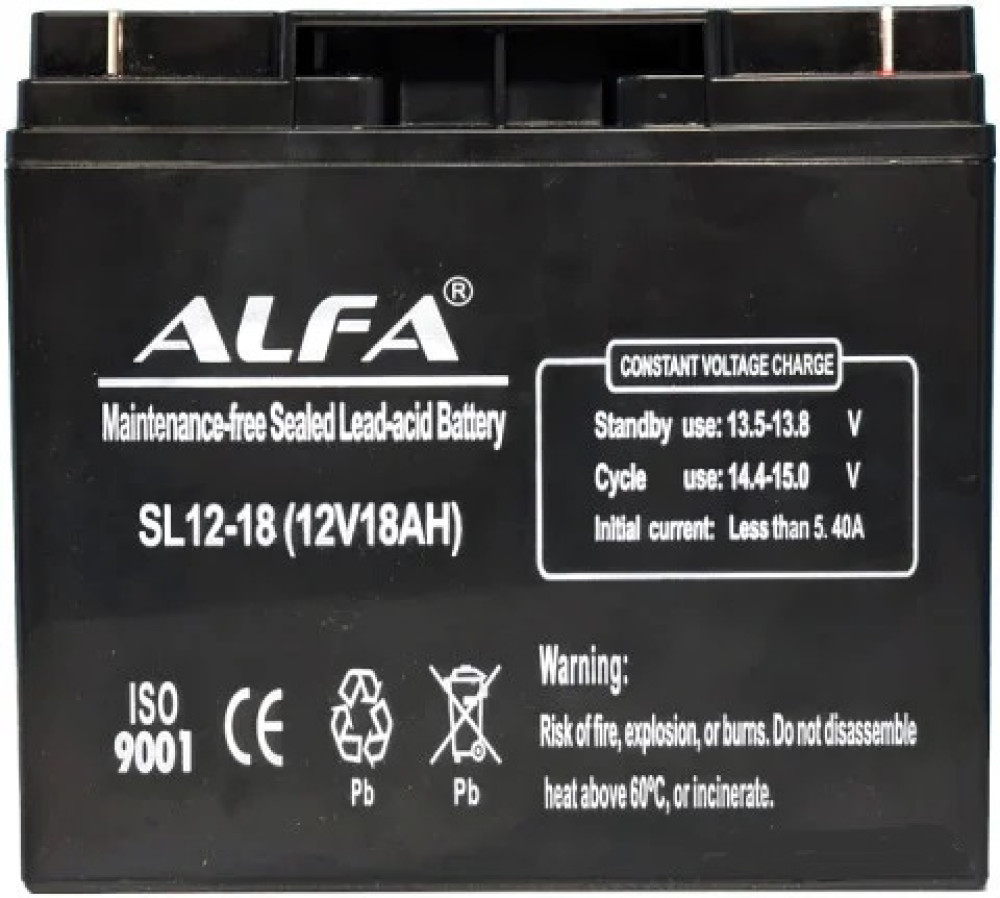 ALFA®
Maintenance-free Sealed Lead-acid Battery
SL12-18 (12V18AH)
CONSTANT VOLTAGE CHARGE
Standby use: 13.5-13.8 V
Cycle use: 14.4-15.0 V
Initial current: Less than 5.40A
ISO
9001
CE
Pb
Pb
Warning:
Risk of fire, explosion, or burns. Do not disassemble
heat above 60ºC, or incinerate.